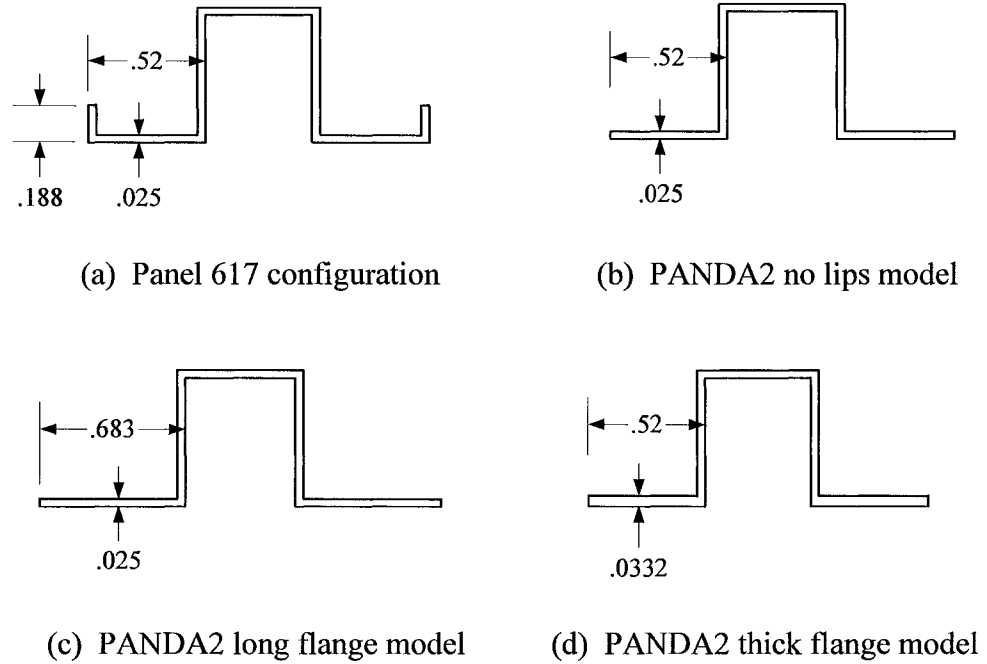 .52
.52
.188
.025
.025
(a) Panel 617 configuration
(b) PANDA2 no lips model
.683
.52
.025
.0332
(c) PANDA2 long flange model
(d) PANDA2 thick flange model